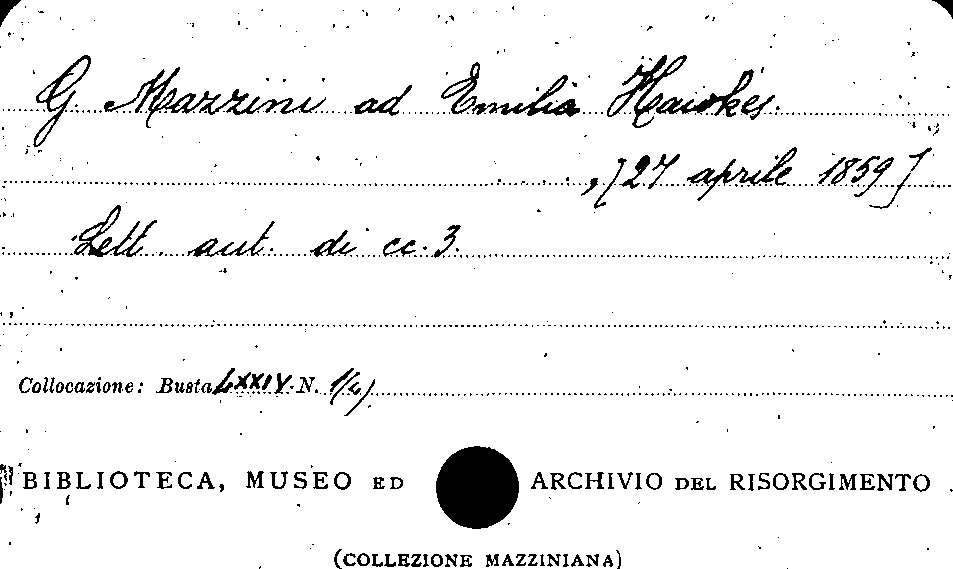 G. Mazzini ad Emilia Hawkes.
, [27 aprile 1859]
Lett. aut. di cc. 3.
Collocazione: Busta LXXIV N. 1(4)
BIBLIOTECA, MUSEO ED ARCHIVIO DEL RISORGIMENTO
(COLLEZIONE MAZZINIANA)